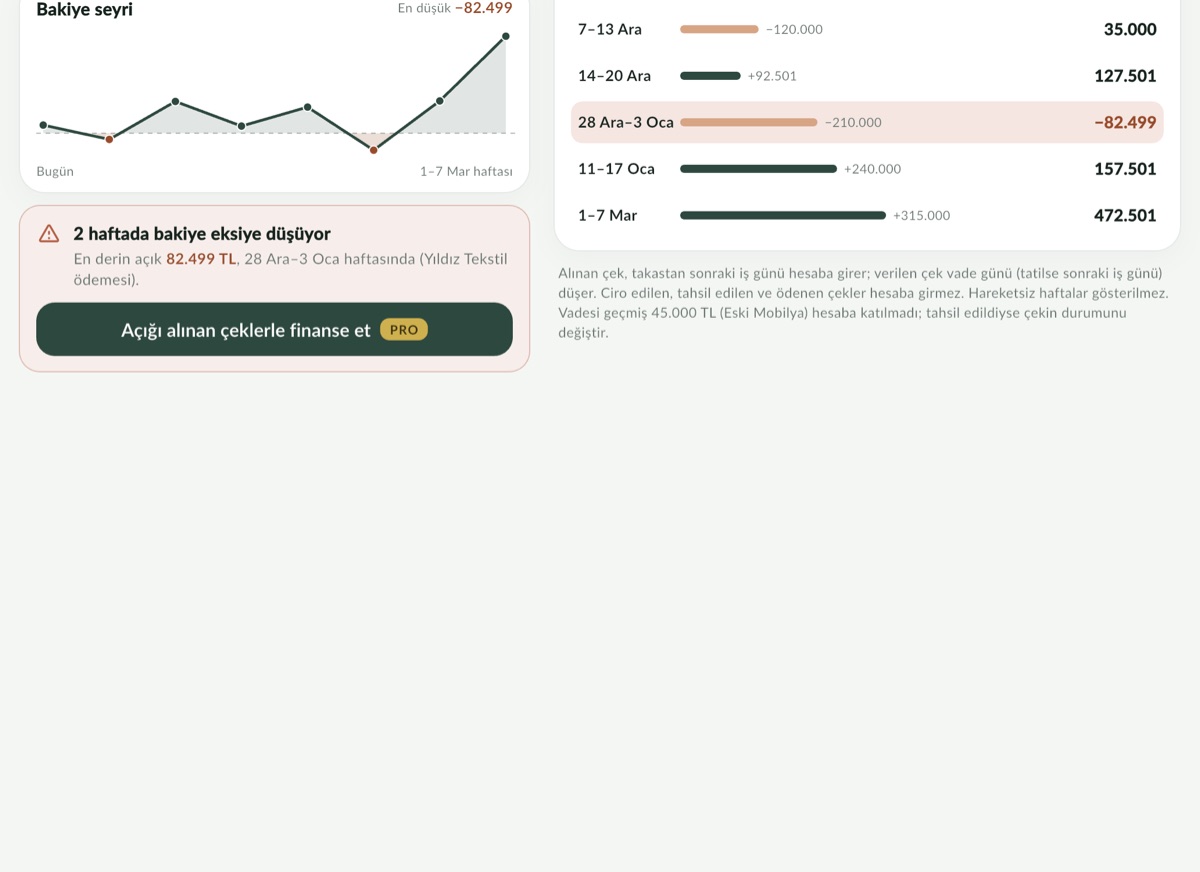 Bakiye seyri
En düşük −82.499
Bugün
1–7 Mar haftası
2 haftada bakiye eksiye düşüyor
En derin açık 82.499 TL, 28 Ara–3 Oca haftasında (Yıldız Tekstil
ödemesi).
Açığı alınan çeklerle finanse et PRO
7–13 Ara −120.000 35.000
14–20 Ara +92.501 127.501
28 Ara–3 Oca −210.000 −82.499
11–17 Oca +240.000 157.501
1–7 Mar +315.000 472.501
Alınan çek, takastan sonraki iş günü hesaba girer; verilen çek vade günü (tatilse sonraki iş günü)
düşer. Ciro edilen, tahsil edilen ve ödenen çekler hesaba girmez. Hareketsiz haftalar gösterilmez.
Vadesi geçmiş 45.000 TL (Eski Mobilya) hesaba katılmadı; tahsil edildiyse çekin durumunu
değiştir.